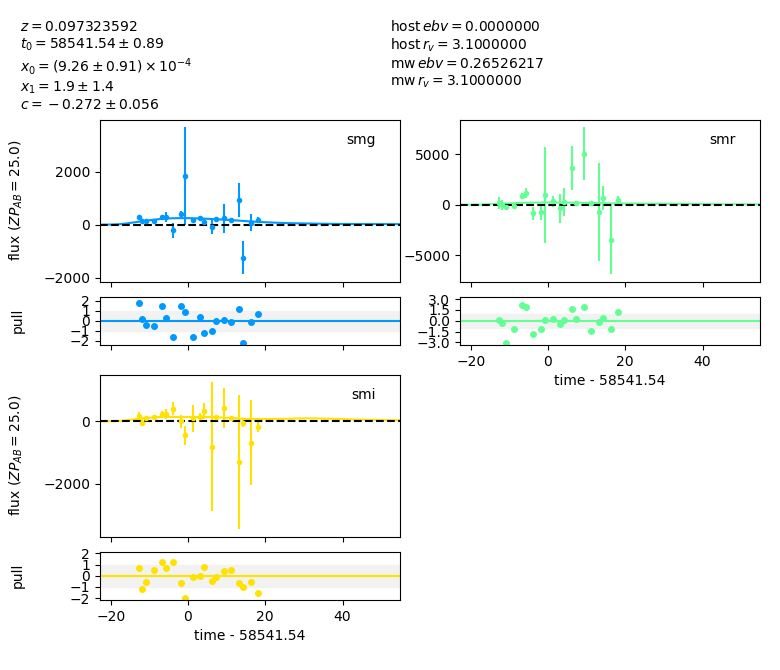 z = 0.097323592
t₀ = 58541.54 ± 0.89
x₀ = (9.26 ± 0.91) × 10⁻⁴
x₁ = 1.9 ± 1.4
c = −0.272 ± 0.056
host ebv = 0.0000000
host r_v = 3.1000000
mw ebv = 0.26526217
mw r_v = 3.1000000
smg
flux (ZP_AB = 25.0)
2000
0
−2000
smr
5000
0
−5000
pull
2
1
0
−1
−2
3.0
1.5
0.0
−1.5
−3.0
−20 0 20 40
time - 58541.54
smi
flux (ZP_AB = 25.0)
0
−2000
pull
2
1
0
−1
−2
−20 0 20 40
time - 58541.54